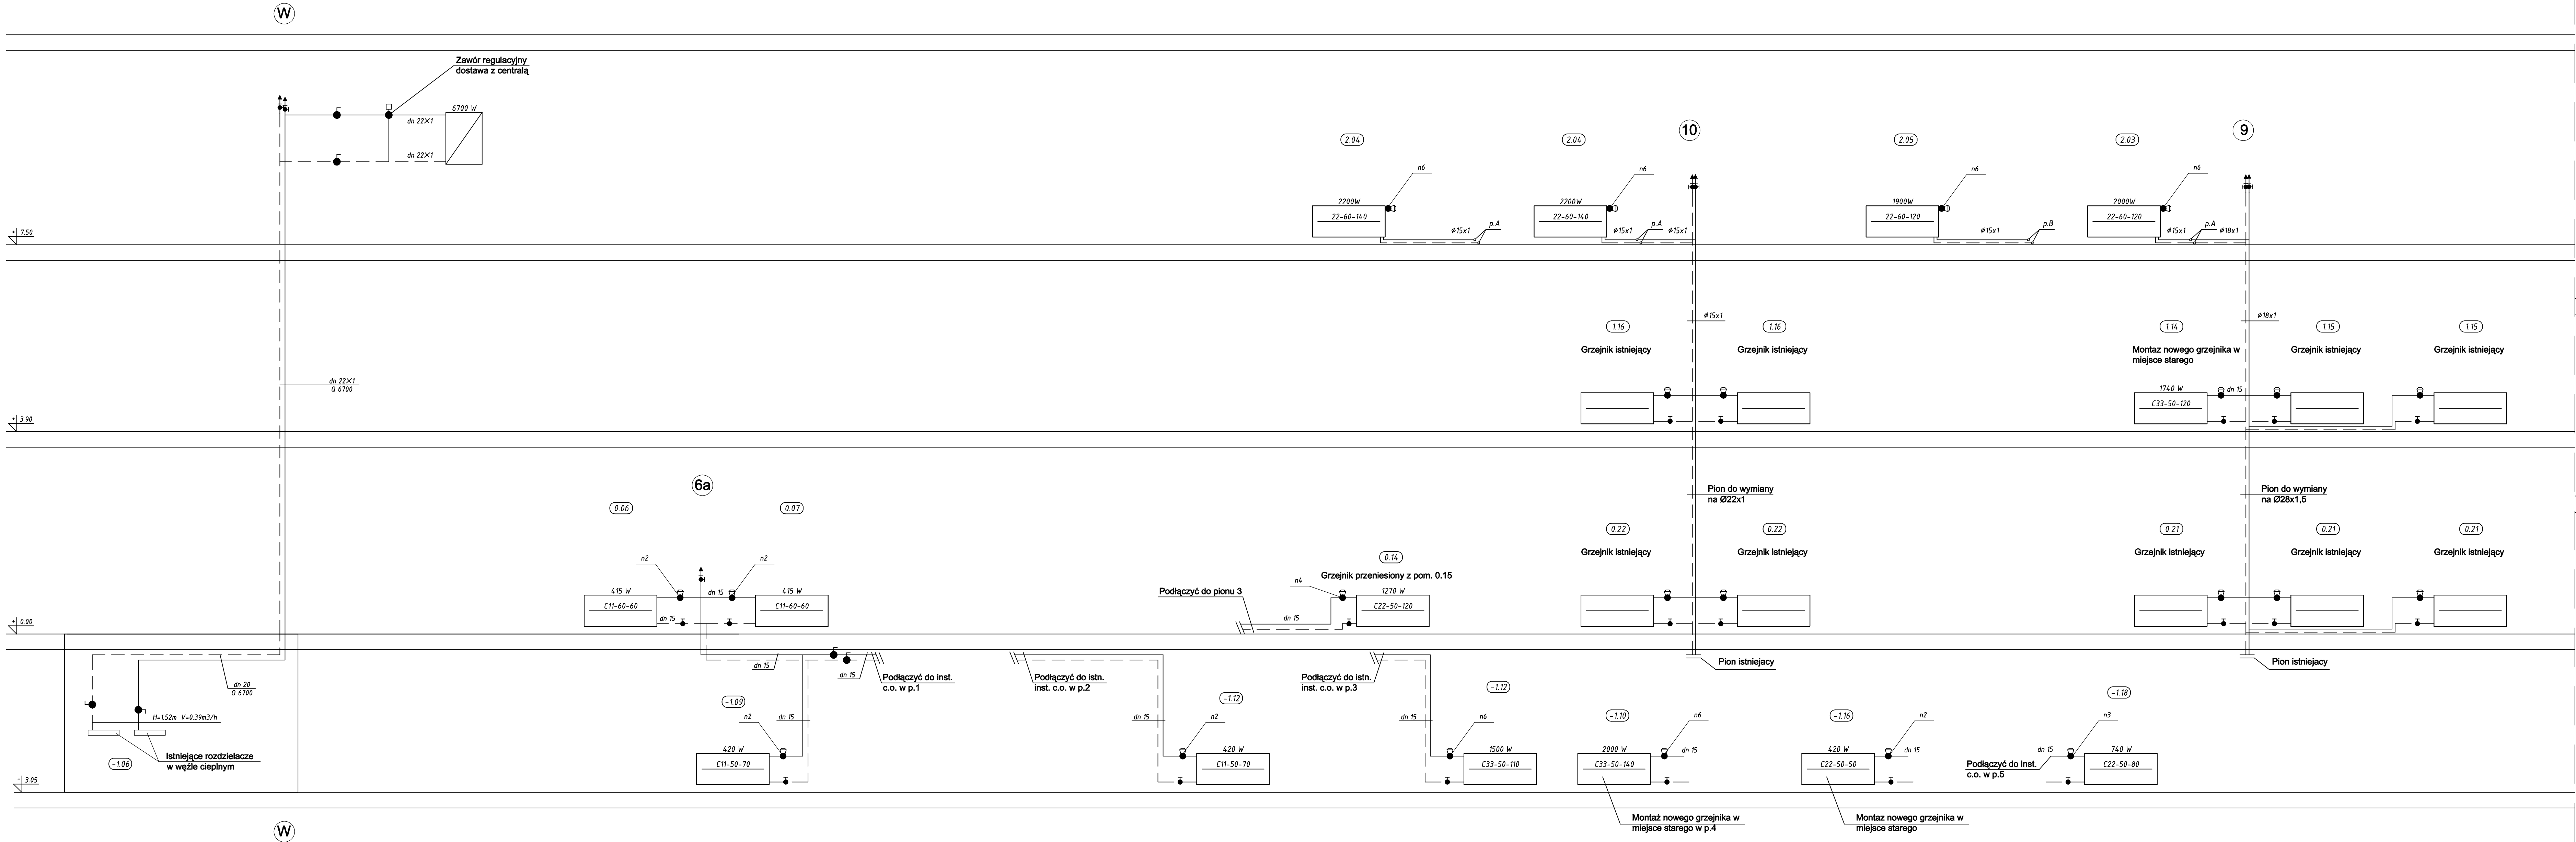 W
Zawór regulacyjny
dostawa z centralą
6700 W
dn 22X1
dn 22X1
2.04
2.04
10
2.05
2.03
9
n6
n6
n6
n6
2200W
22-60-140
2200W
22-60-140
1900W
22-60-120
2000W
22-60-120
Φ15x1
p.A
Φ15x1
p.A
Φ15x1
Φ15x1
p.B
Φ15x1
p.A
Φ18x1
+ 7.50
Φ15x1
Φ18x1
1.16
1.16
1.14
1.15
1.15
Grzejnik istniejący
Grzejnik istniejący
Montaz nowego grzejnika w
miejsce starego
Grzejnik istniejący
Grzejnik istniejący
dn 22X1
Q 6700
1740 W
C33-50-120
dn 15
+ 3.90
6a
Pion do wymiany
na Ø22x1
Pion do wymiany
na Ø28x1,5
0.06
0.07
0.22
0.22
0.21
0.21
0.21
Grzejnik istniejący
Grzejnik istniejący
Grzejnik istniejący
Grzejnik istniejący
Grzejnik istniejący
n2
n2
0.14
Grzejnik przeniesiony z pom. 0.15
n4
Podłączyć do pionu 3
415 W
C11-60-60
dn 15
415 W
C11-60-60
1270 W
C22-50-120
dn 15
dn 15
+ 0.00
dn 15
dn 15
Podłączyć do inst.
c.o. w p.1
Podłączyć do istn.
inst. c.o. w p.2
Podłączyć do istn.
inst. c.o. w p.3
Pion istniejacy
Pion istniejacy
dn 20
Q 6700
H=1.52m V=0.39m3/h
Istniejące rozdzielacze
w węźle cieplnym
-1.06
-1.09
n2
dn 15
420 W
C11-50-70
-1.12
dn 15
n2
420 W
C11-50-70
-1.12
dn 15
n6
1500 W
C33-50-110
-1.10
n6
2000 W
dn 15
C33-50-140
-1.16
n2
420 W
dn 15
C22-50-50
-1.18
n3
dn 15
740 W
C22-50-80
Podłączyć do inst.
c.o. w p.5
- 3.05
Montaż nowego grzejnika w
miejsce starego w p.4
Montaz nowego grzejnika w
miejsce starego
W